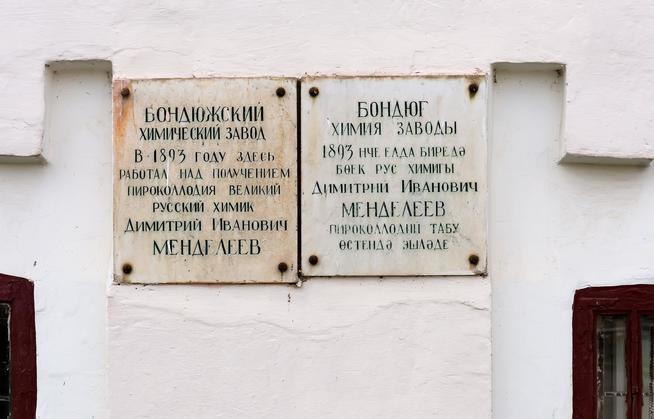 БОНДЮЖСКИЙ
ХИМИЧЕСКИЙ ЗАВОД
В 1893 ГОДУ ЗДЕСЬ
РАБОТАЛ НАД ПОЛУЧЕНИЕМ
ПИРОКОЛЛОДИЯ ВЕЛИКИЙ
РУССКИЙ ХИМИК
ДИМИТРИЙ ИВАНОВИЧ
МЕНДЕЛЕЕВ
БОНДЮГ
ХИМИЯ ЗАВОДЫ
1893 НЧЕ ЕЛДА БИРЕДӘ
БӨЕК РУС ХИМИГЫ
ДИМИТРИЙ ИВАНОВИЧ
МЕНДЕЛЕЕВ
ПИРОКОЛЛОДИЙ ТАБУ
ӨСТЕНДӘ ЭШЛӘДЕ